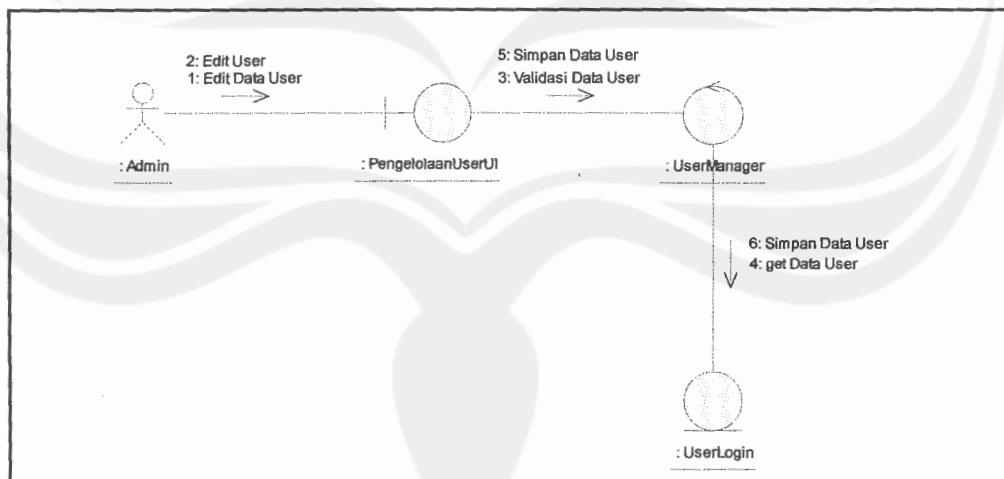 2: Edit User
1: Edit Data User
5: Simpan Data User
3: Validasi Data User
: Admin
: PengelolaanUserUI
: UserManager
6: Simpan Data User
4: get Data User
: UserLogin